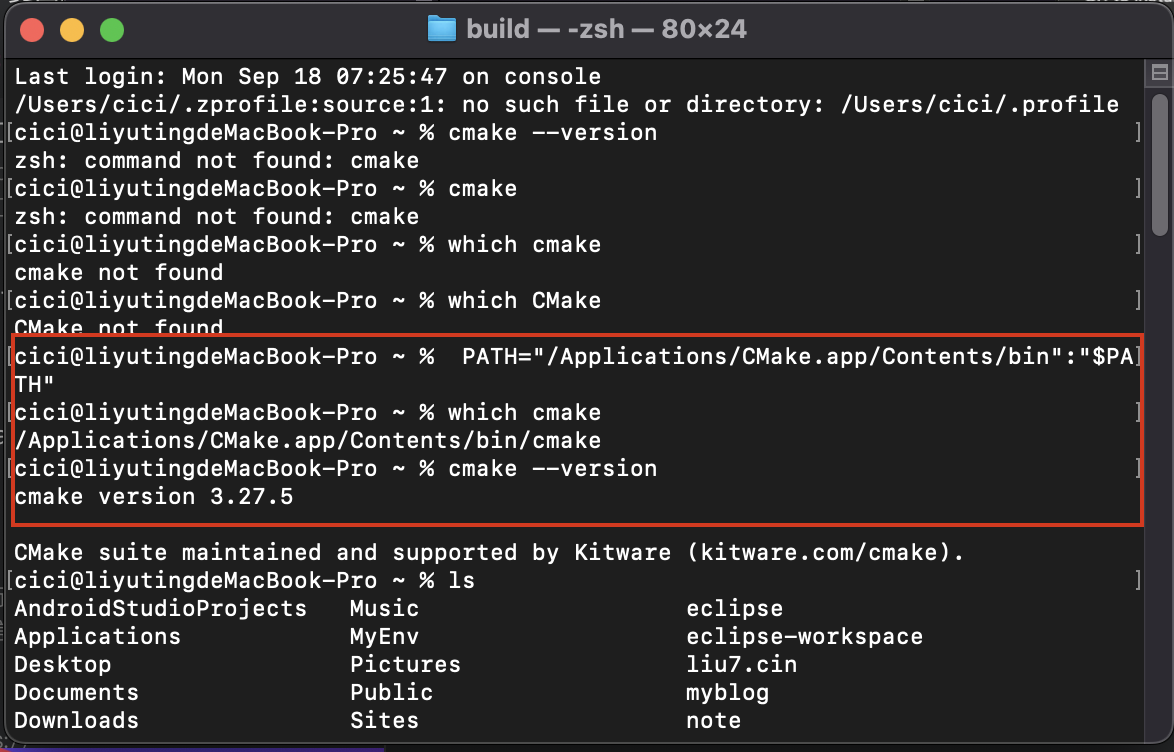 build — -zsh — 80×24
Last login: Mon Sep 18 07:25:47 on console
/Users/cici/.zprofile:source:1: no such file or directory: /Users/cici/.profile
[cici@liyutingdeMacBook-Pro ~ % cmake --version ]
zsh: command not found: cmake
[cici@liyutingdeMacBook-Pro ~ % cmake ]
zsh: command not found: cmake
[cici@liyutingdeMacBook-Pro ~ % which cmake ]
cmake not found
[cici@liyutingdeMacBook-Pro ~ % which CMake ]
CMake not found
[cici@liyutingdeMacBook-Pro ~ %  PATH="/Applications/CMake.app/Contents/bin":"$PA]
TH"
[cici@liyutingdeMacBook-Pro ~ % which cmake ]
/Applications/CMake.app/Contents/bin/cmake
[cici@liyutingdeMacBook-Pro ~ % cmake --version ]
cmake version 3.27.5
CMake suite maintained and supported by Kitware (kitware.com/cmake).
[cici@liyutingdeMacBook-Pro ~ % ls ]
AndroidStudioProjects Music eclipse
Applications MyEnv eclipse-workspace
Desktop Pictures liu7.cin
Documents Public myblog
Downloads Sites note